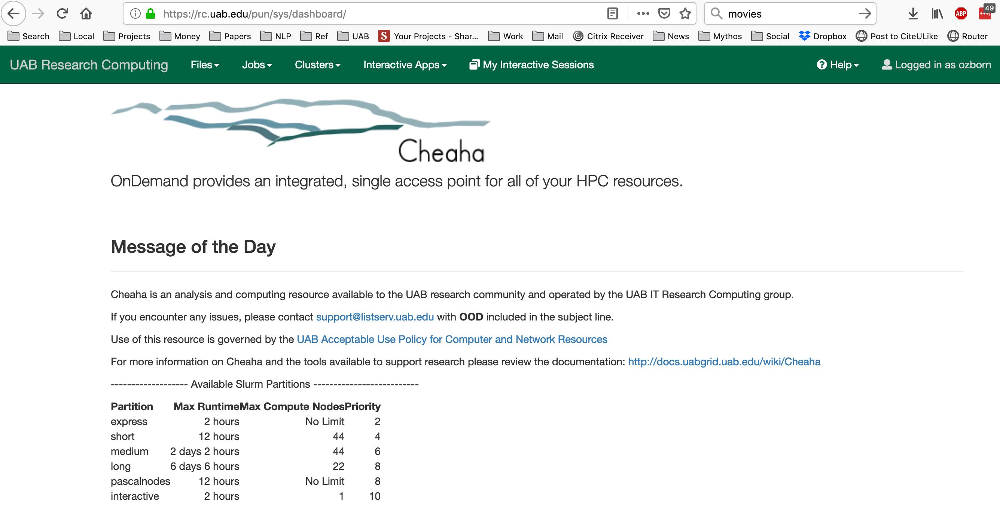 https://rc.uab.edu/pun/sys/dashboard/ movies ABP 49
Search Local Projects Money Papers NLP Ref UAB S Your Projects - Shar... Work Mail Citrix Receiver News Mythos Social Dropbox Post to CiteULike Router
UAB Research Computing Files Jobs Clusters Interactive Apps My Interactive Sessions Help Logged in as ozborn
Cheaha
OnDemand provides an integrated, single access point for all of your HPC resources.
Message of the Day
Cheaha is an analysis and computing resource available to the UAB research community and operated by the UAB IT Research Computing group.
If you encounter any issues, please contact support@listserv.uab.edu with OOD included in the subject line.
Use of this resource is governed by the UAB Acceptable Use Policy for Computer and Network Resources
For more information on Cheaha and the tools available to support research please review the documentation: http://docs.uabgrid.uab.edu/wiki/Cheaha
------------------- Available Slurm Partitions --------------------------
Partition Max Runtime Max Compute Nodes Priority
express 2 hours No Limit 2
short 12 hours 44 4
medium 2 days 2 hours 44 6
long 6 days 6 hours 22 8
pascalnodes 12 hours No Limit 8
interactive 2 hours 1 10